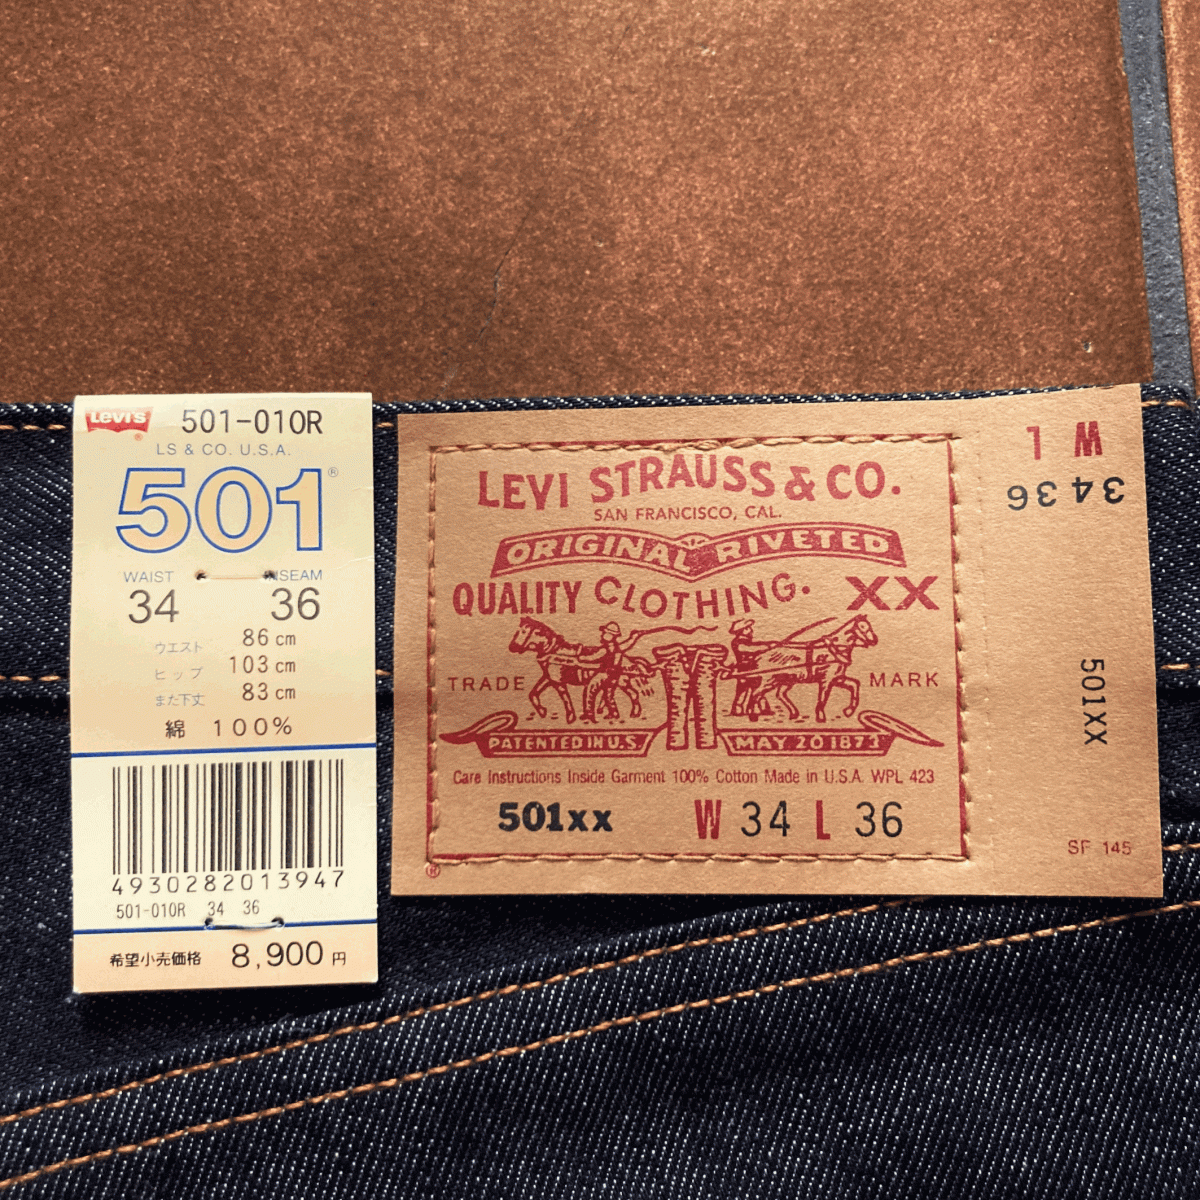 Levi's
®
501-010R
LS & CO. U.S.A.
501®
WAIST INSEAM
34 36
ウエスト 86 cm
ヒップ 103 cm
また下丈 83 cm
綿 100%
4930282013947
501-010R 34 36
希望小売価格 8,900 円
LEVI STRAUSS & CO.
SAN FRANCISCO, CAL.
ORIGINAL RIVETED
QUALITY CLOTHING. XX
TRADE MARK
PATENTED IN U.S. MAY 20 1873
Care Instructions Inside Garment 100% Cotton Made in U.S.A. WPL 423
501xx W 34 L 36
®
W L
34 36
501XX
SF 145